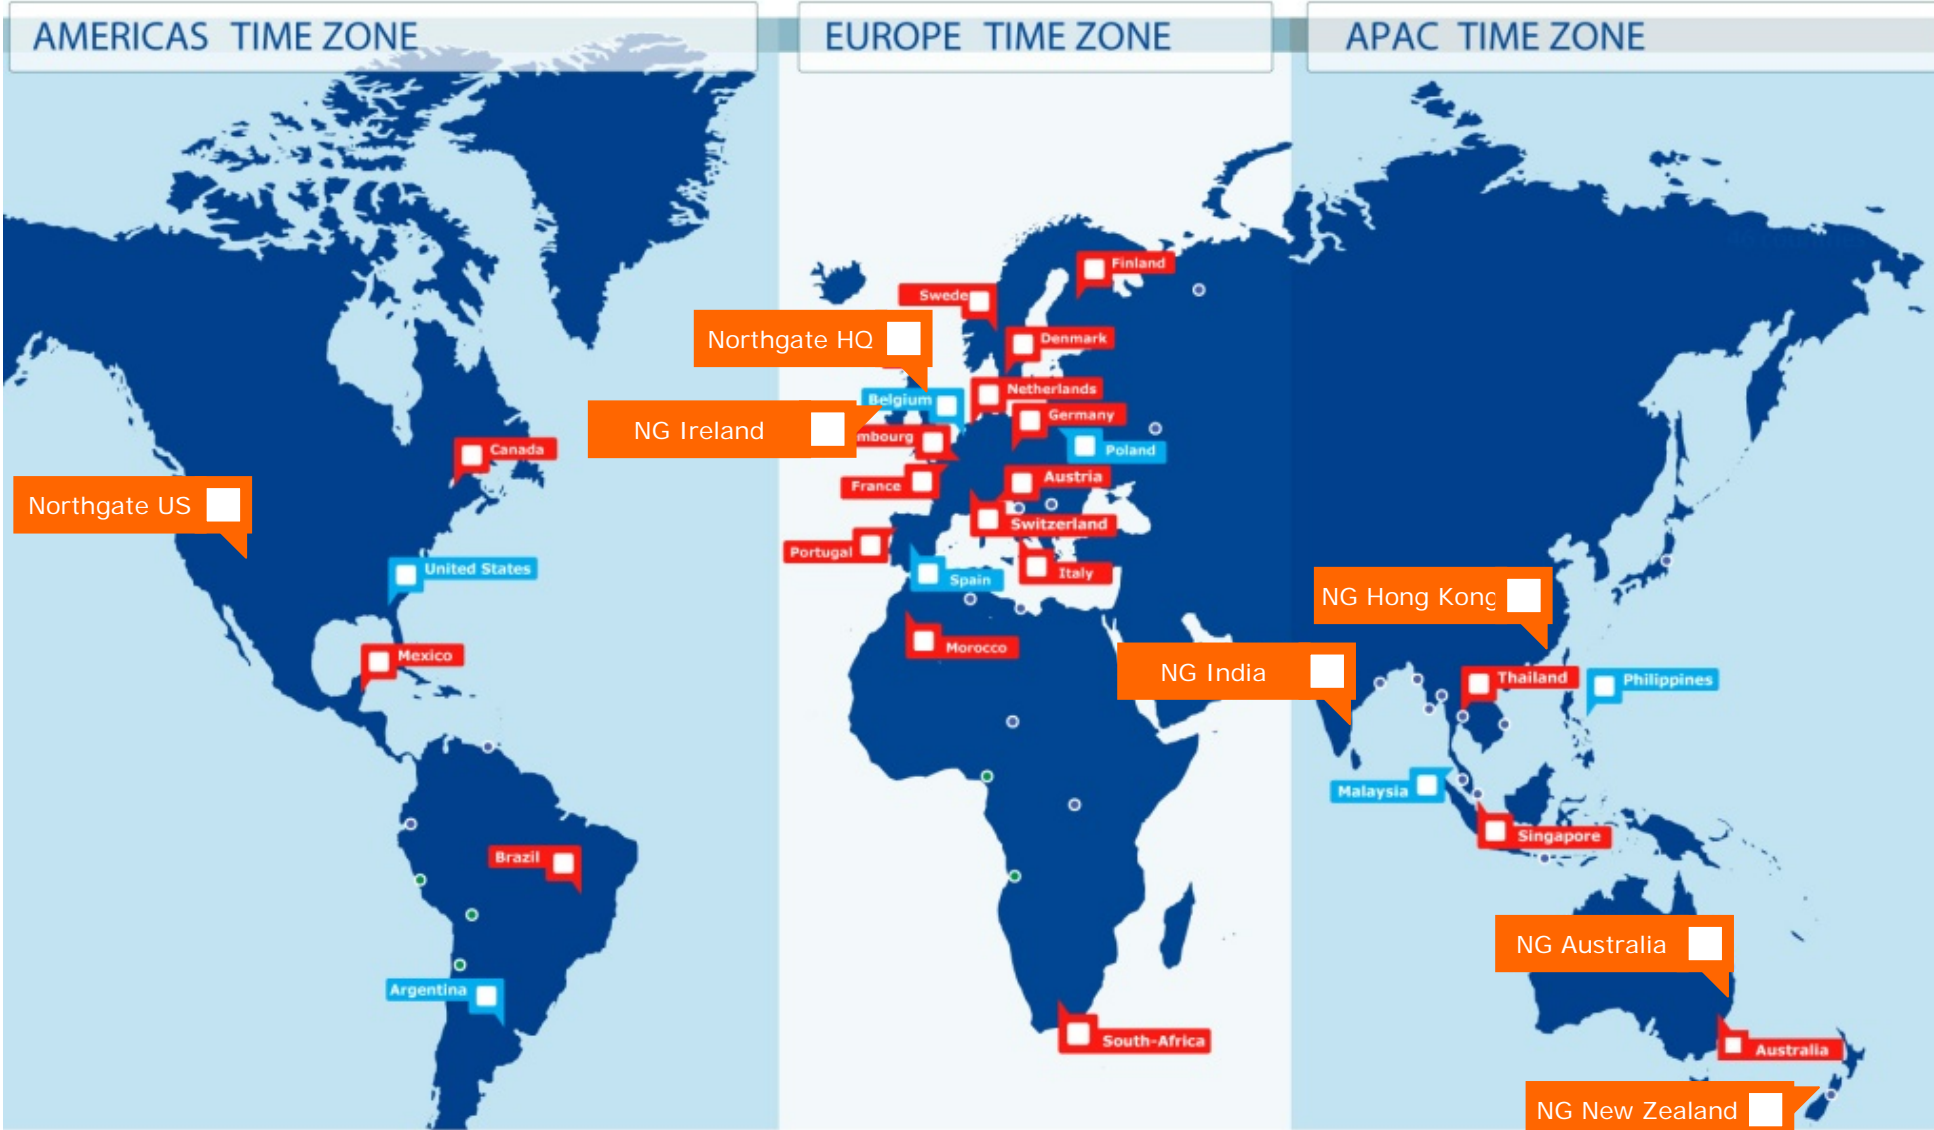 AMERICAS TIME ZONE
EUROPE TIME ZONE
APAC TIME ZONE
Finland
Swede
Northgate HQ
Denmark
Netherlands
Belgium
Germany
NG Ireland
mbourg
Poland
Canada
Austria
France
Northgate US
Switzerland
Portugal
United States
Italy
Spain
NG Hong Kong
Morocco
Mexico
NG India
Thailand
Philippines
Malaysia
Singapore
Brazil
NG Australia
Argentina
South-Africa
Australia
NG New Zealand